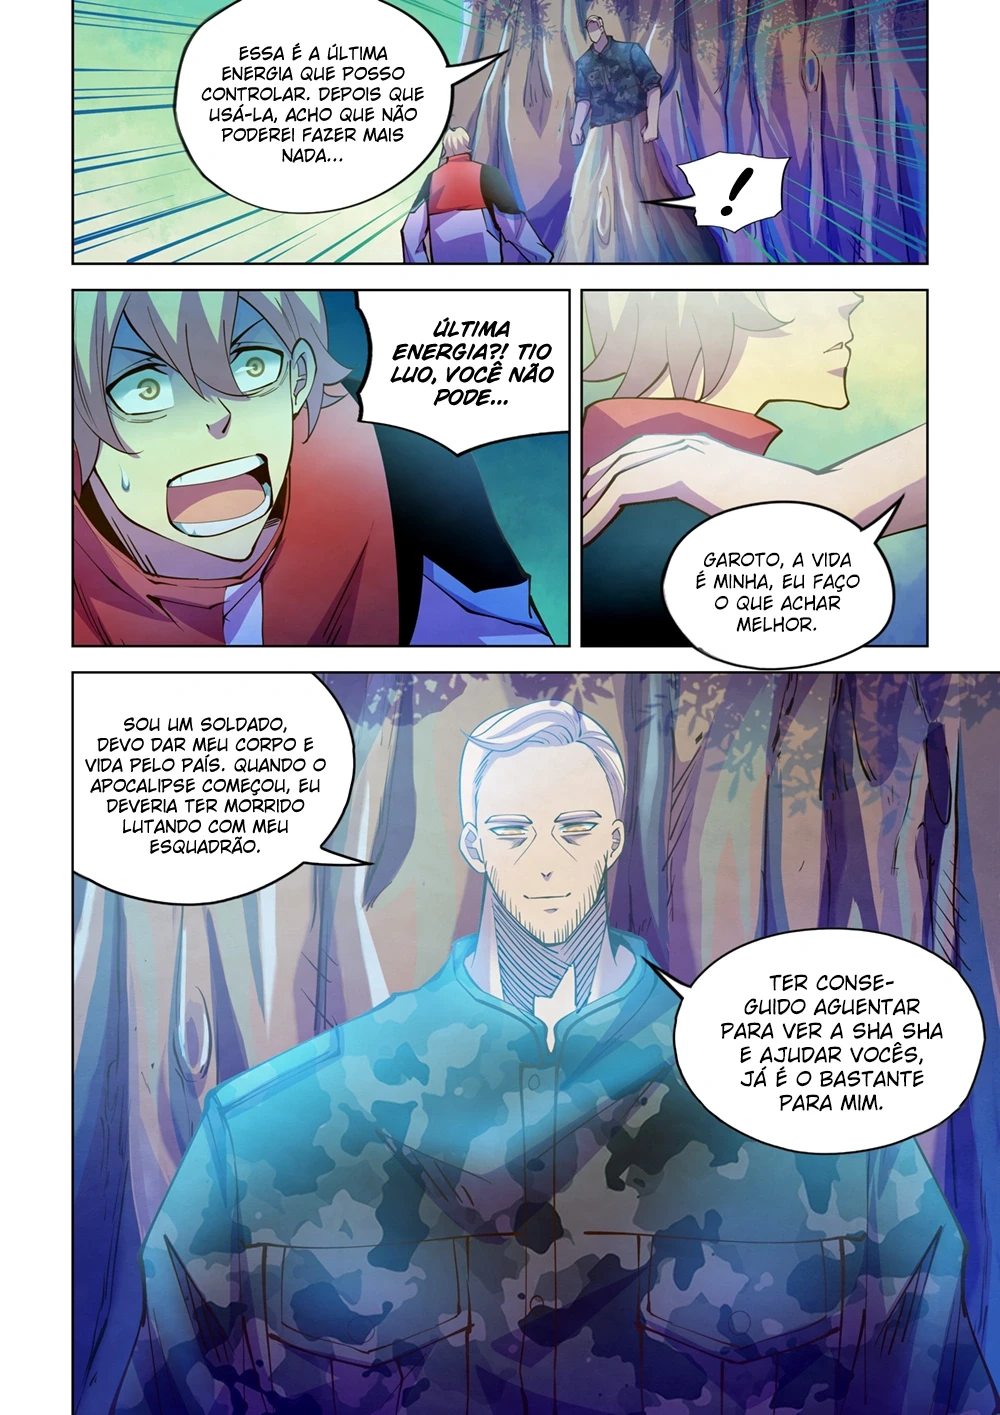 ESSA É A ÚLTIMA
ENERGIA QUE POSSO
CONTROLAR. DEPOIS QUE
USÁ-LA, ACHO QUE NÃO
PODEREI FAZER MAIS
NADA...
!
ÚLTIMA
ENERGIA?! TIO
LUO, VOCÊ NÃO
PODE...
GAROTO, A VIDA
É MINHA, EU FAÇO
O QUE ACHAR
MELHOR.
SOU UM SOLDADO,
DEVO DAR MEU CORPO E
VIDA PELO PAÍS. QUANDO O
APOCALIPSE COMEÇOU, EU
DEVERIA TER MORRIDO
LUTANDO COM MEU
ESQUADRÃO.
TER CONSE-
GUIDO AGUENTAR
PARA VER A SHA SHA
E AJUDAR VOCÊS,
JÁ É O BASTANTE
PARA MIM.